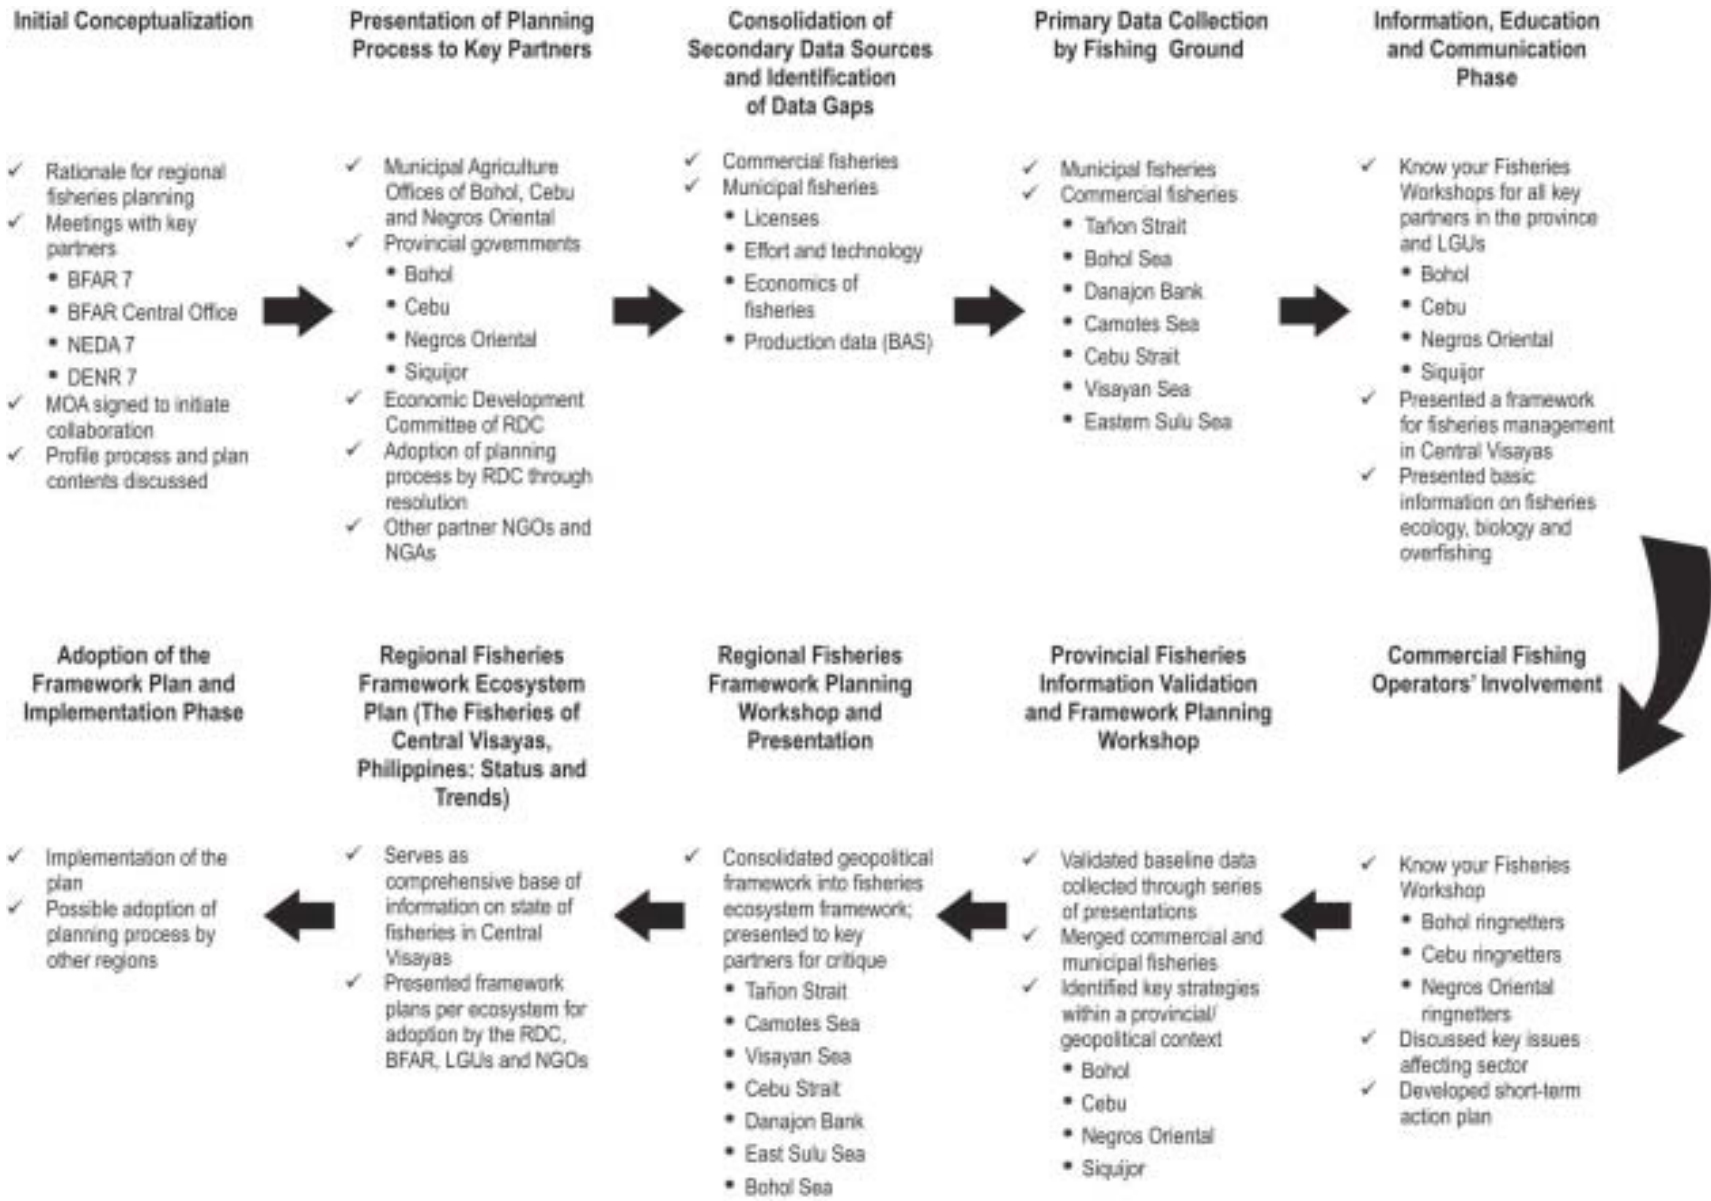 Initial Conceptualization
✓ Rationale for regional
fisheries planning
✓ Meetings with key
partners
• BFAR 7
• BFAR Central Office
• NEDA 7
• DENR 7
✓ MOA signed to initiate
collaboration
✓ Profile process and plan
contents discussed
Presentation of Planning
Process to Key Partners
✓ Municipal Agriculture
Offices of Bohol, Cebu
and Negros Oriental
✓ Provincial governments
• Bohol
• Cebu
• Negros Oriental
• Siquijor
✓ Economic Development
Committee of RDC
✓ Adoption of planning
process by RDC through
resolution
✓ Other partner NGOs and
NGAs
Consolidation of
Secondary Data Sources
and Identification
of Data Gaps
✓ Commercial fisheries
✓ Municipal fisheries
• Licenses
• Effort and technology
• Economics of
fisheries
• Production data (BAS)
Primary Data Collection
by Fishing Ground
✓ Municipal fisheries
✓ Commercial fisheries
• Tañon Strait
• Bohol Sea
• Danajon Bank
• Camotes Sea
• Cebu Strait
• Visayan Sea
• Eastern Sulu Sea
Information, Education
and Communication
Phase
✓ Know your Fisheries
Workshops for all key
partners in the province
and LGUs
• Bohol
• Cebu
• Negros Oriental
• Siquijor
✓ Presented a framework
for fisheries management
in Central Visayas
✓ Presented basic
information on fisheries
ecology, biology and
overfishing
Commercial Fishing
Operators' Involvement
✓ Know your Fisheries
Workshop
• Bohol ringnetters
• Cebu ringnetters
• Negros Oriental
ringnetters
✓ Discussed key issues
affecting sector
✓ Developed short-term
action plan
Provincial Fisheries
Information Validation
and Framework Planning
Workshop
✓ Validated baseline data
collected through series
of presentations
✓ Merged commercial and
municipal fisheries
✓ Identified key strategies
within a provincial/
geopolitical context
• Bohol
• Cebu
• Negros Oriental
• Siquijor
Regional Fisheries
Framework Planning
Workshop and
Presentation
✓ Consolidated geopolitical
framework into fisheries
ecosystem framework;
presented to key
partners for critique
• Tañon Strait
• Camotes Sea
• Visayan Sea
• Cebu Strait
• Danajon Bank
• East Sulu Sea
• Bohol Sea
Regional Fisheries
Framework Ecosystem
Plan (The Fisheries of
Central Visayas,
Philippines: Status and
Trends)
✓ Serves as
comprehensive base of
information on state of
fisheries in Central
Visayas
✓ Presented framework
plans per ecosystem for
adoption by the RDC,
BFAR, LGUs and NGOs
Adoption of the
Framework Plan and
Implementation Phase
✓ Implementation of the
plan
✓ Possible adoption of
planning process by
other regions